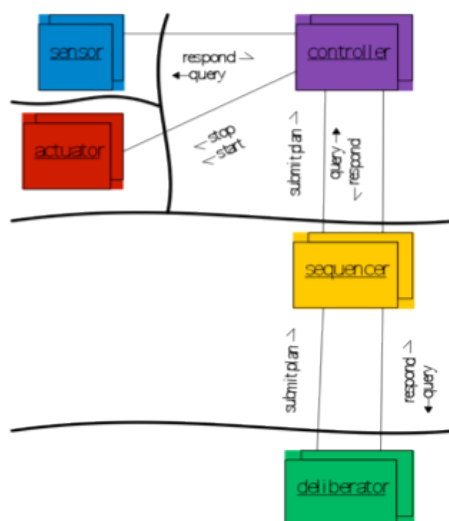 sensor
controller
respond
query
actuator
stop
start
submit plan
query
respond
sequencer
submit plan
respond
query
deliberator